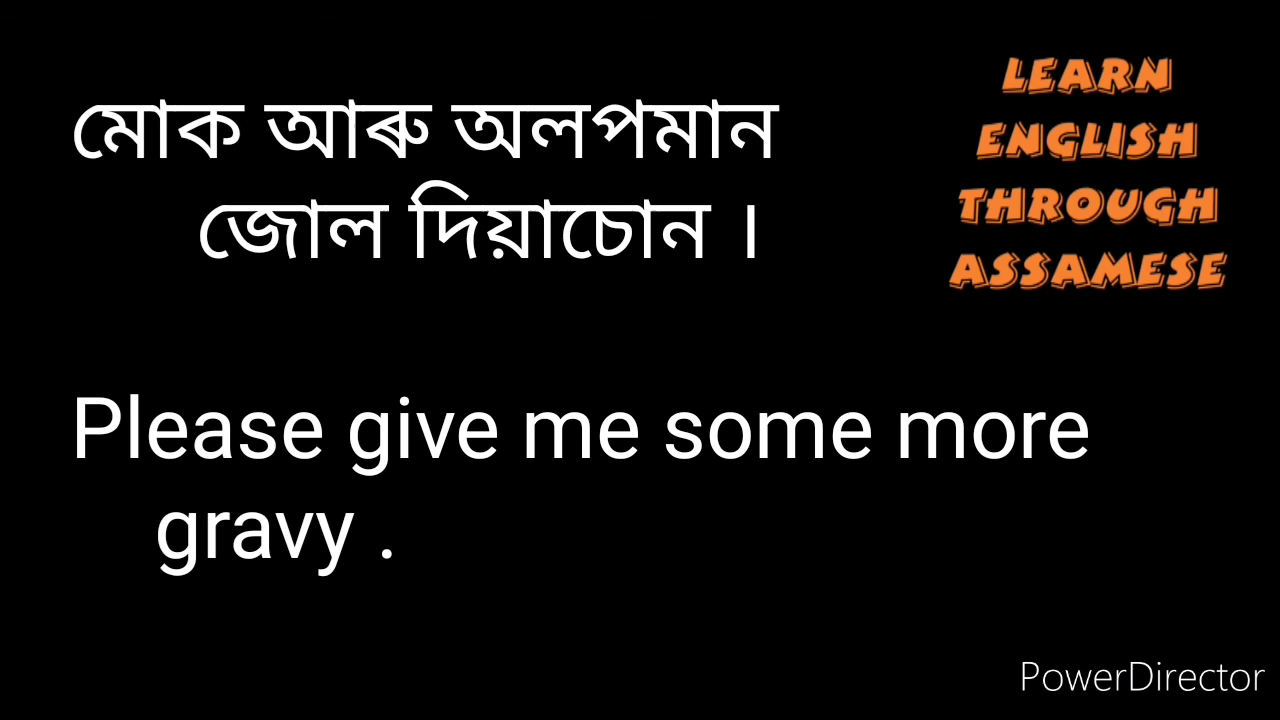 মোক আৰু অলপমান
জোল দিয়াচোন ।
Please give me some more
gravy .
LEARN
ENGLISH
THROUGH
ASSAMESE
PowerDirector